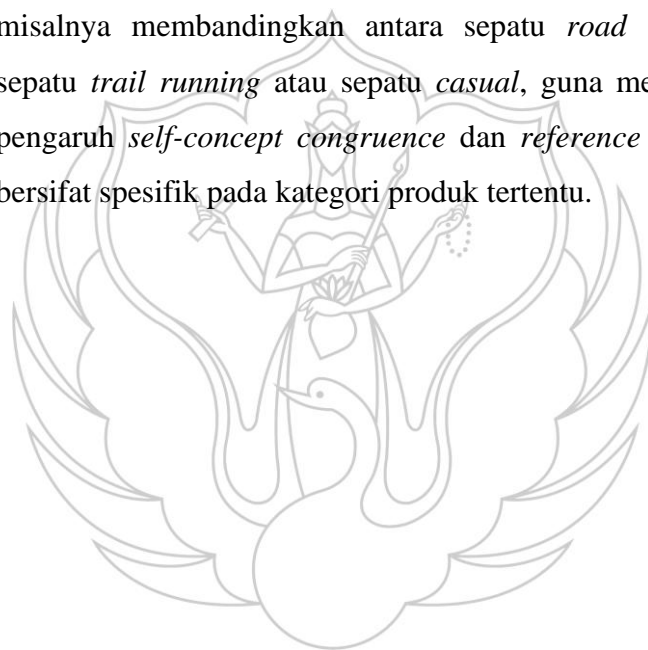 misalnya membandingkan antara sepatu road
sepatu trail running atau sepatu casual, guna me
pengaruh self-concept congruence dan reference
bersifat spesifik pada kategori produk tertentu.